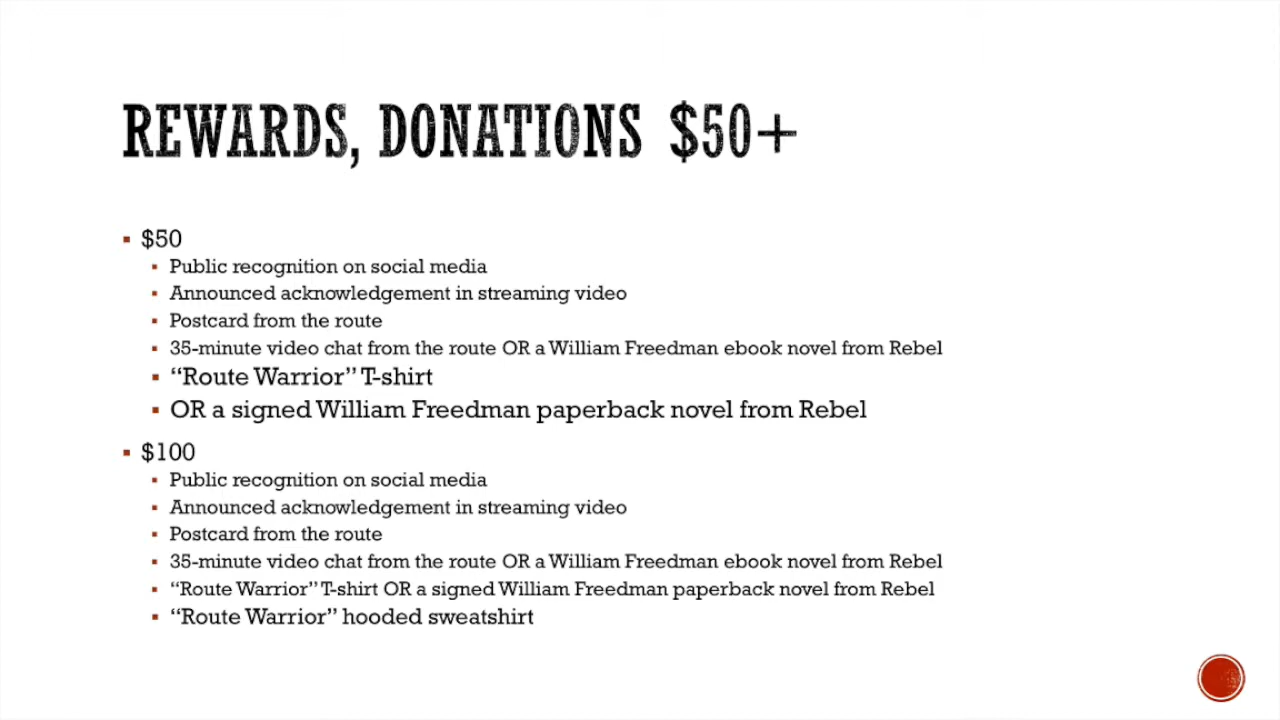 REWARDS, DONATIONS $50+
▪ $50
▪ Public recognition on social media
▪ Announced acknowledgement in streaming video
▪ Postcard from the route
▪ 35-minute video chat from the route OR a William Freedman ebook novel from Rebel
▪ “Route Warrior” T-shirt
▪ OR a signed William Freedman paperback novel from Rebel
▪ $100
▪ Public recognition on social media
▪ Announced acknowledgement in streaming video
▪ Postcard from the route
▪ 35-minute video chat from the route OR a William Freedman ebook novel from Rebel
▪ “Route Warrior” T-shirt OR a signed William Freedman paperback novel from Rebel
▪ “Route Warrior” hooded sweatshirt